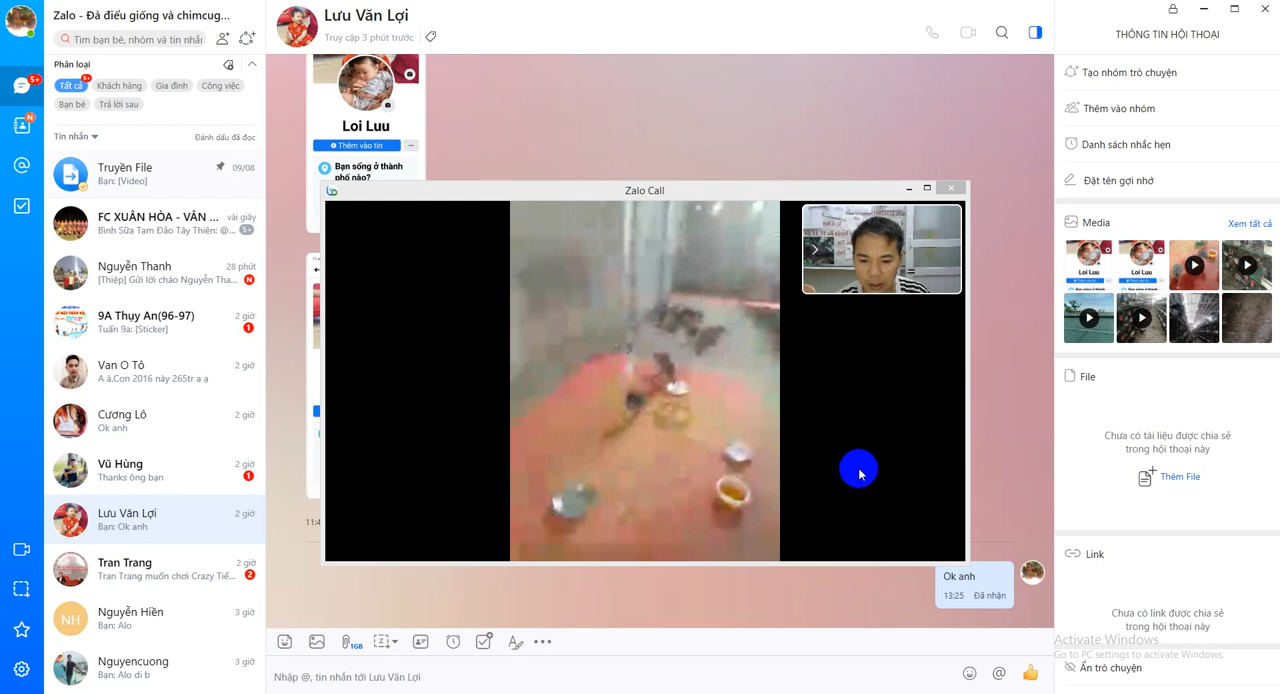 Zalo - Đà điểu giống và chimcug...
Tìm bạn bè, nhóm và tin nhắn
Phân loại
Tất cả
5+
Khách hàng
Gia đình
Công việc
Bạn bè
Trả lời sau
Tin nhắn
Đánh dấu đã đọc
5+
N
Truyền File
09/08
Bạn: [Video]
FC XUÂN HÒA - VÂN ...
vài giây
Bình Sữa Tam Đảo Tây Thiên: @...
5+
Nguyễn Thanh
28 phút
[Thiệp] Gửi lời chào Nguyễn Tha...
N
9A Thụy An(96-97)
2 giờ
Tuấn 9a: [Sticker]
1
Van O Tô
2 giờ
A à.Con 2016 này 265tr a ạ
Cương Lô
2 giờ
Ok anh
Vũ Hùng
2 giờ
Thanks ông bạn
1
Lưu Văn Lợi
2 giờ
Bạn: Ok anh
Tran Trang
2 giờ
Tran Trang muốn chơi Crazy Tiế...
2
NH
Nguyễn Hiền
3 giờ
Bạn: Alo
Nguyencuong
3 giờ
Bạn: Alo di b
Lưu Văn Lợi
Truy cập 3 phút trước
Loi Luu
Thêm vào tin
Bạn sống ở thành
phố nào?
Zalo Call
Ok anh
13:25 Đã nhận
1GB
Nhập @, tin nhắn tới Lưu Văn Lợi
THÔNG TIN HỘI THOẠI
Tạo nhóm trò chuyện
Thêm vào nhóm
Danh sách nhắc hẹn
Đặt tên gợi nhớ
Media
Xem tất cả
Loi Luu
Loi Luu
File
Chưa có tài liệu được chia sẻ
trong hội thoại này
Thêm File
Link
Chưa có link được chia sẻ
trong hội thoại này
Activate Windows
Go to PC settings to activate Windows.
Ẩn trò chuyện